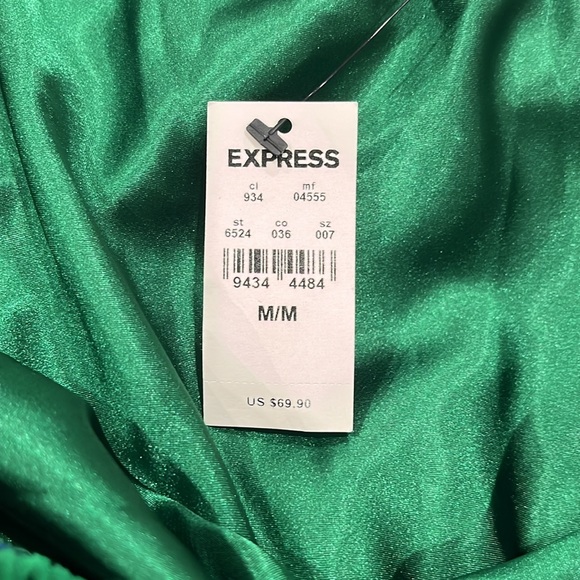 EXPRESS
cl mf
934 04555
st co sz
6524 036 007
9434 4484
M/M
US $69.90